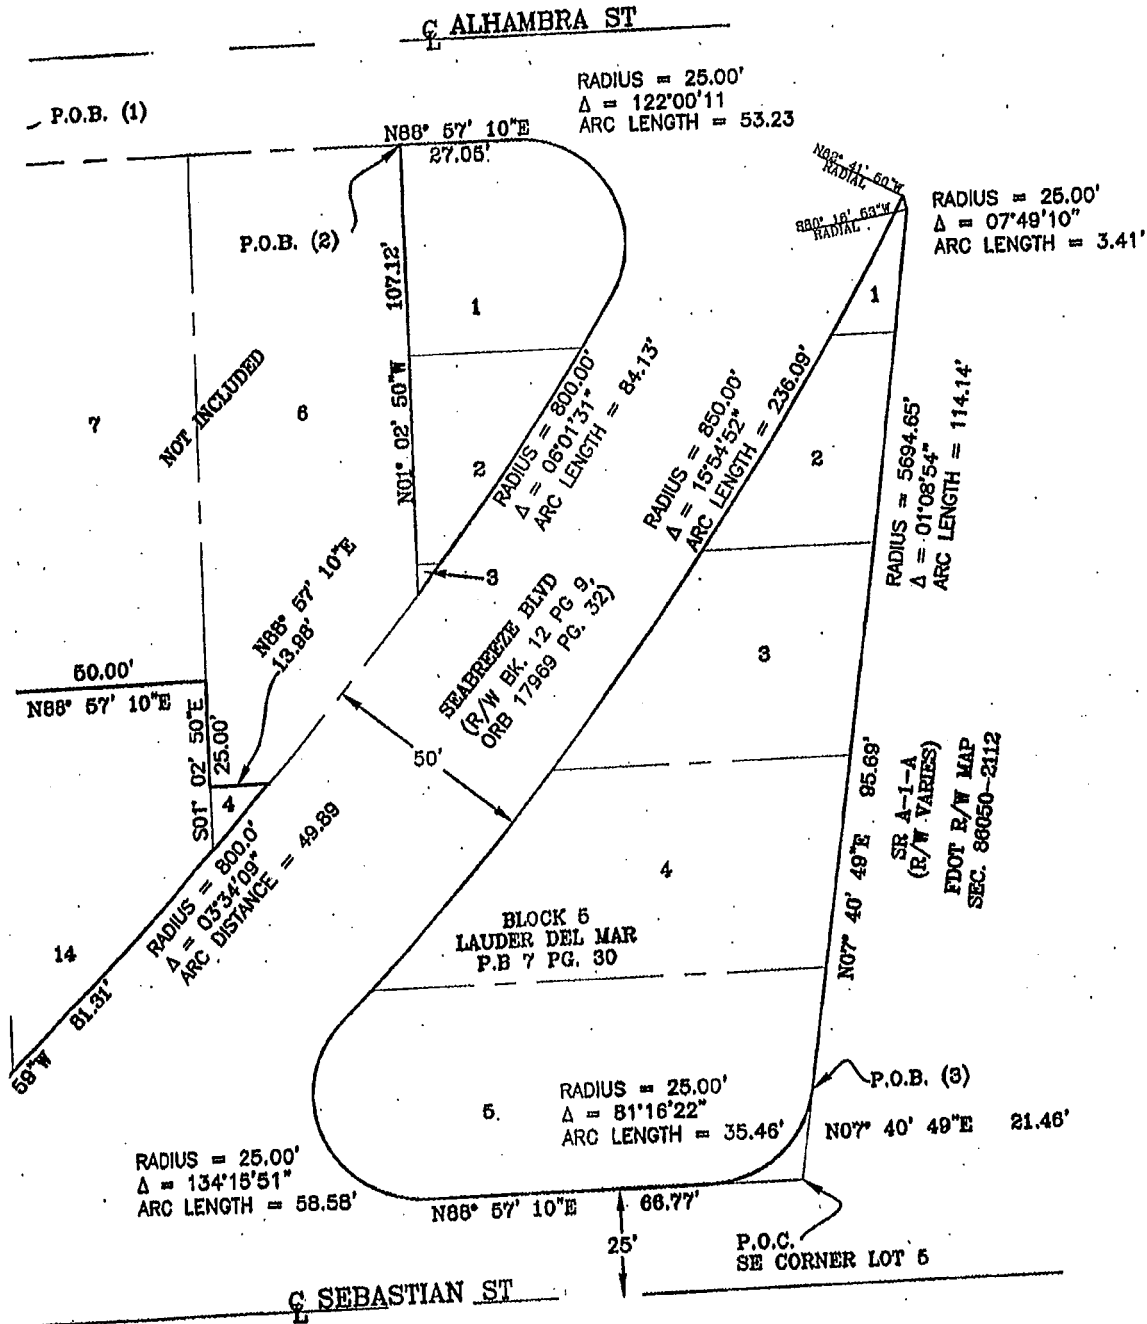 ℄ ALHAMBRA ST
RADIUS = 25.00'
Δ = 122°00'11
ARC LENGTH = 53.23
P.O.B. (1)
N88° 57' 10"E
27.05'
N62° 41' 50"W
RADIAL
S80° 16' 53"W
RADIAL
RADIUS = 25.00'
Δ = 07°49'10"
ARC LENGTH = 3.41'
P.O.B. (2)
107.12'
N01° 02' 50"W
1
1
7
NOT INCLUDED
6
2
RADIUS = 800.00'
Δ = 06°01'31"
ARC LENGTH = 84.13'
RADIUS = 850.00'
Δ = 15°54'52"
ARC LENGTH = 236.09'
2
RADIUS = 5694.65'
Δ = 01°08'54"
ARC LENGTH = 114.14'
3
N88° 57' 10"E
13.98'
SEABREEZE BLVD
(R/W BK. 12 PG 9,
ORB 17969 PG. 32)
3
50.00'
N88° 57' 10"E
S01° 02' 50"E
25.00'
50'
4
RADIUS = 800.0'
Δ = 03°34'09"
ARC DISTANCE = 49.89
N07° 40' 49"E 95.69'
SR A-1-A
(R/W VARIES)
FDOT R/W MAP
SEC. 86050-2112
4
14
BLOCK 5
LAUDER DEL MAR
P.B 7 PG. 30
81.31'
59"W
P.O.B. (3)
5.
RADIUS = 25.00'
Δ = 81°16'22"
ARC LENGTH = 35.46'
N07° 40' 49"E 21.46'
RADIUS = 25.00'
Δ = 134°15'51"
ARC LENGTH = 58.58'
N88° 57' 10"E 66.77'
25'
P.O.C.
SE CORNER LOT 5
℄ SEBASTIAN ST